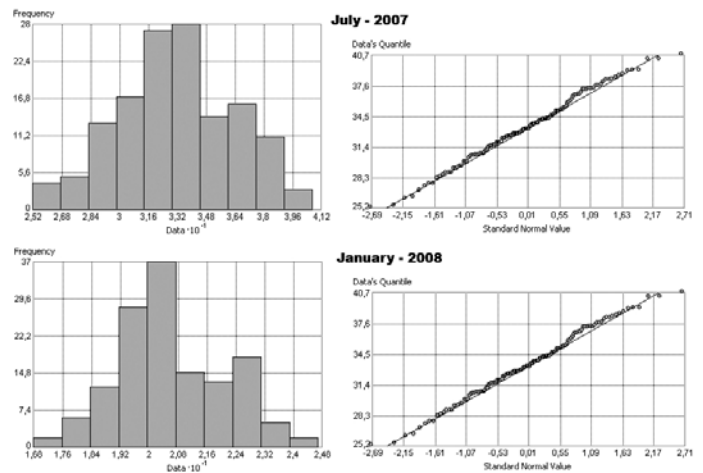 July - 2007
Frequency
28
22,4
16,8
11,2
5,6
0
2,52 2,68 2,84 3 3,16 3,32 3,48 3,64 3,8 3,96 4,12
Data ·10⁻¹
Data's Quantile
40,7
37,6
34,5
31,4
28,3
25,2
-2,69 -2,15 -1,61 -1,07 -0,53 0,01 0,55 1,09 1,63 2,17 2,71
Standard Normal Value
January - 2008
Frequency
37
29,6
22,2
14,8
7,4
0
1,68 1,76 1,84 1,92 2 2,08 2,16 2,24 2,32 2,40 2,48
Data ·10⁻¹
Data's Quantile
40,7
37,6
34,5
31,4
28,3
25,2
-2,69 -2,15 -1,61 -1,07 -0,53 0,01 0,55 1,09 1,63 2,17 2,71
Standard Normal Value